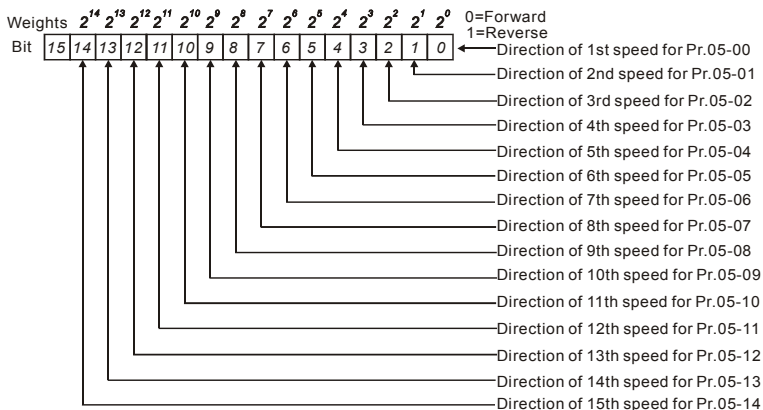 Weights 2^14 2^13 2^12 2^11 2^10 2^9 2^8 2^7 2^6 2^5 2^4 2^3 2^2 2^1 2^0 0=Forward
1=Reverse
Bit 15 14 13 12 11 10 9 8 7 6 5 4 3 2 1 0 Direction of 1st speed for Pr.05-00
Direction of 2nd speed for Pr.05-01
Direction of 3rd speed for Pr.05-02
Direction of 4th speed for Pr.05-03
Direction of 5th speed for Pr.05-04
Direction of 6th speed for Pr.05-05
Direction of 7th speed for Pr.05-06
Direction of 8th speed for Pr.05-07
Direction of 9th speed for Pr.05-08
Direction of 10th speed for Pr.05-09
Direction of 11th speed for Pr.05-10
Direction of 12th speed for Pr.05-11
Direction of 13th speed for Pr.05-12
Direction of 14th speed for Pr.05-13
Direction of 15th speed for Pr.05-14